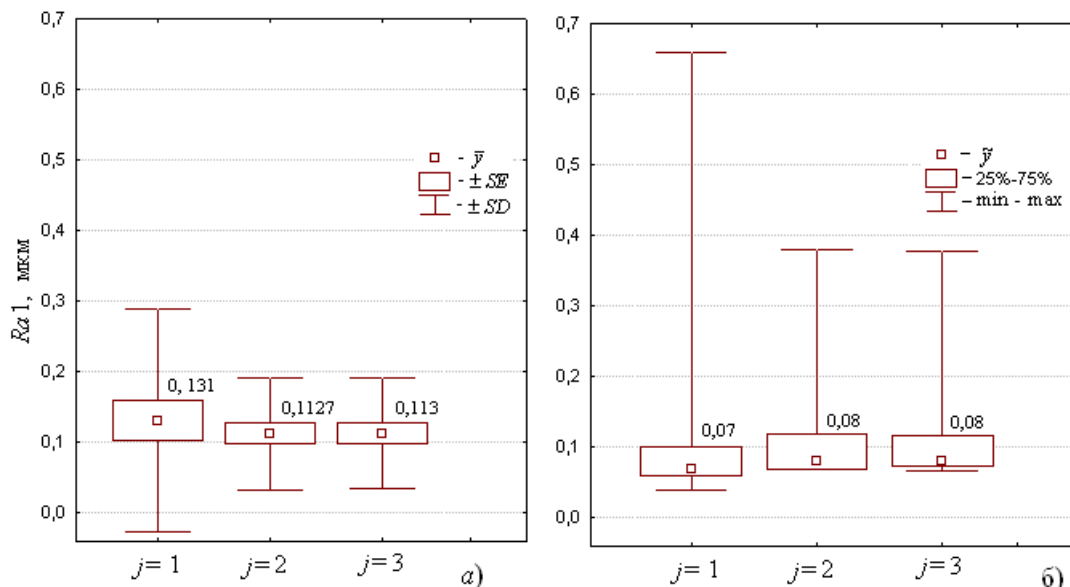 Ra 1, мкм
0,7
0,6
0,5
0,4
0,3
0,2
0,1
0,0
- ȳ
- ± SE
- ± SD
0, 131
0,1127
0,113
j = 1
j = 2
j = 3
а)
0,7
0,6
0,5
0,4
0,3
0,2
0,1
0,0
– ỹ
– 25%-75%
– min - max
0,07
0,08
0,08
j = 1
j = 2
j = 3
б)